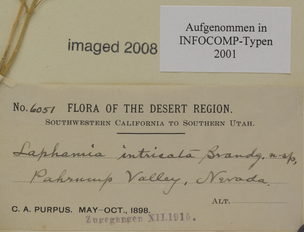 Aufgenommen in
INFOCOMP-Typen
2001
imaged 2008
No. 6051 FLORA OF THE DESERT REGION.
SOUTHWESTERN CALIFORNIA TO SOUTHERN UTAH.
Laphamia intricata Brandg. n.sp.
Pahrump Valley, Nevada.
ALT.
C. A. PURPUS. MAY-OCT., 1898.
Zugegangen XII.1915.